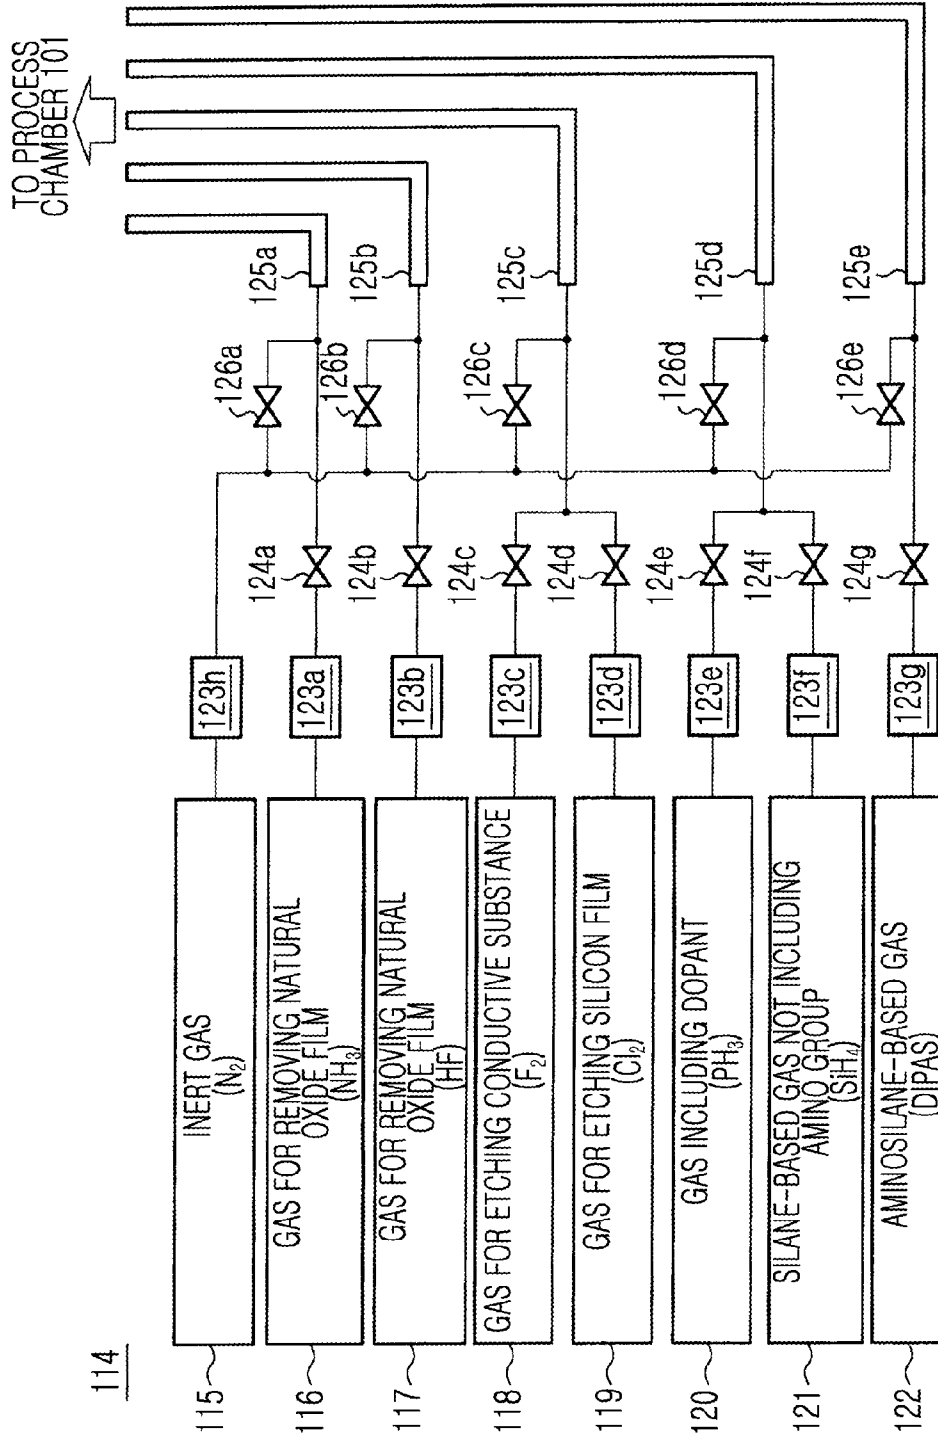 114
TO PROCESS
CHAMBER 101
115
INERT GAS
(N₂)
123h
116
GAS FOR REMOVING NATURAL
OXIDE FILM
(NH₃)
123a
124a
126a
125a
117
GAS FOR REMOVING NATURAL
OXIDE FILM
(HF)
123b
124b
126b
125b
118
GAS FOR ETCHING CONDUCTIVE SUBSTANCE
(F₂)
123c
124c
126c
125c
119
GAS FOR ETCHING SILICON FILM
(Cl₂)
123d
124d
120
GAS INCLUDING DOPANT
(PH₃)
123e
124e
126d
125d
121
SILANE-BASED GAS NOT INCLUDING
AMINO GROUP
(SiH₄)
123f
124f
122
AMINOSILANE-BASED GAS
(DIPAS)
123g
124g
126e
125e